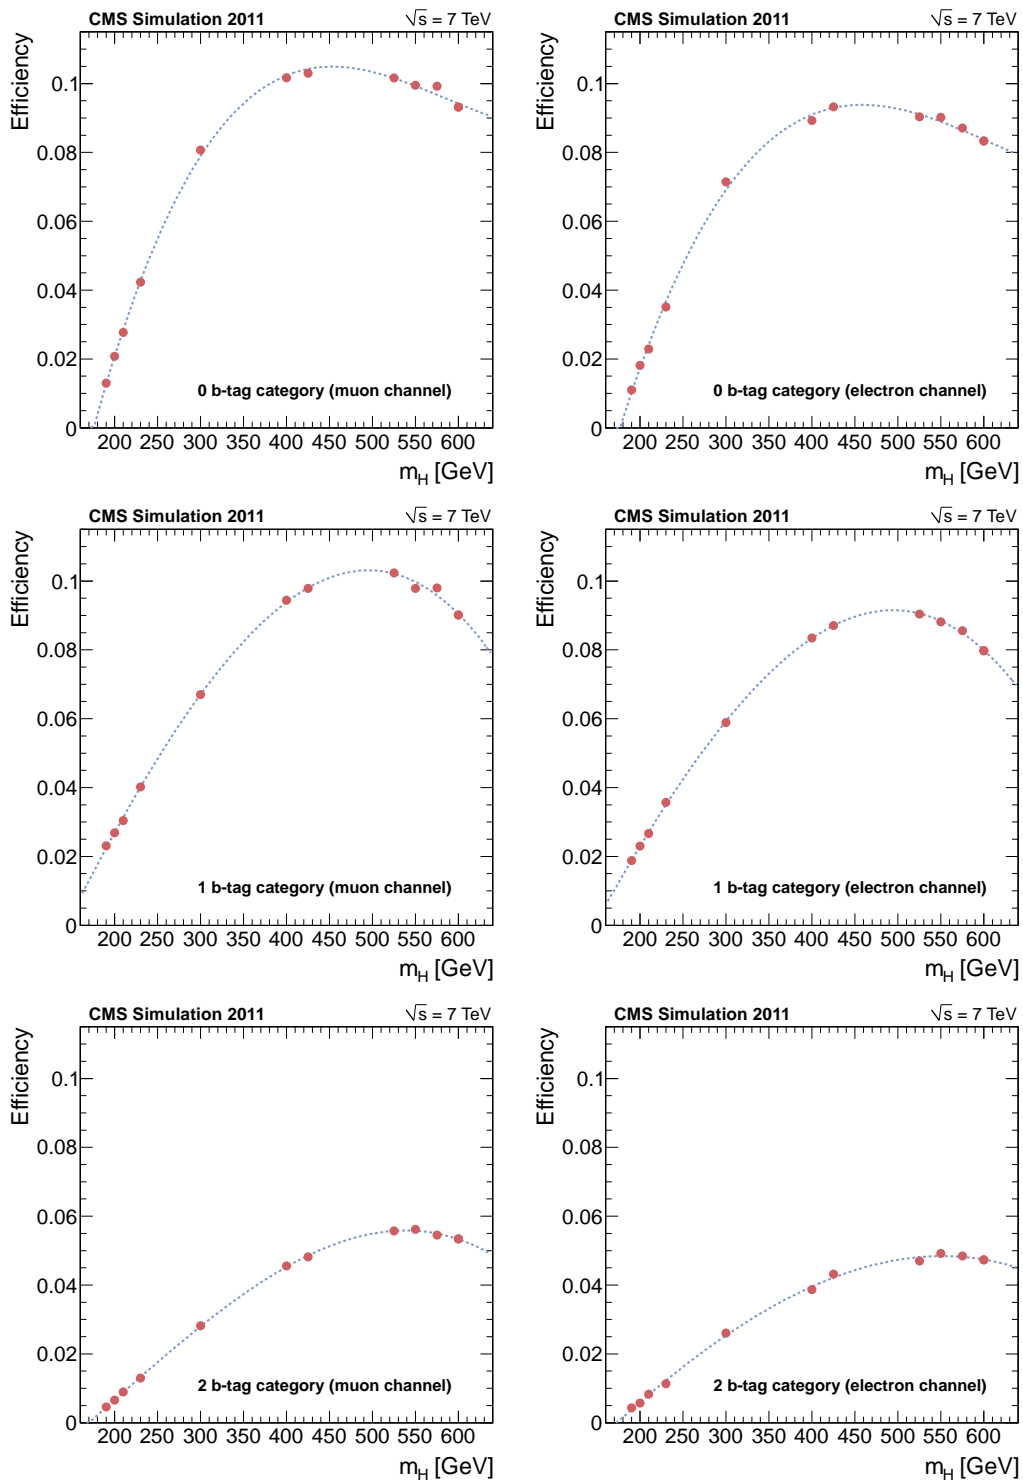 CMS Simulation 2011 √s = 7 TeV
Efficiency
0.1
0.08
0.06
0.04
0.02
0
0 b-tag category (muon channel)
200 250 300 350 400 450 500 550 600
m_H [GeV]
CMS Simulation 2011 √s = 7 TeV
Efficiency
0.1
0.08
0.06
0.04
0.02
0
0 b-tag category (electron channel)
200 250 300 350 400 450 500 550 600
m_H [GeV]
CMS Simulation 2011 √s = 7 TeV
Efficiency
0.1
0.08
0.06
0.04
0.02
0
1 b-tag category (muon channel)
200 250 300 350 400 450 500 550 600
m_H [GeV]
CMS Simulation 2011 √s = 7 TeV
Efficiency
0.1
0.08
0.06
0.04
0.02
0
1 b-tag category (electron channel)
200 250 300 350 400 450 500 550 600
m_H [GeV]
CMS Simulation 2011 √s = 7 TeV
Efficiency
0.1
0.08
0.06
0.04
0.02
0
2 b-tag category (muon channel)
200 250 300 350 400 450 500 550 600
m_H [GeV]
CMS Simulation 2011 √s = 7 TeV
Efficiency
0.1
0.08
0.06
0.04
0.02
0
2 b-tag category (electron channel)
200 250 300 350 400 450 500 550 600
m_H [GeV]